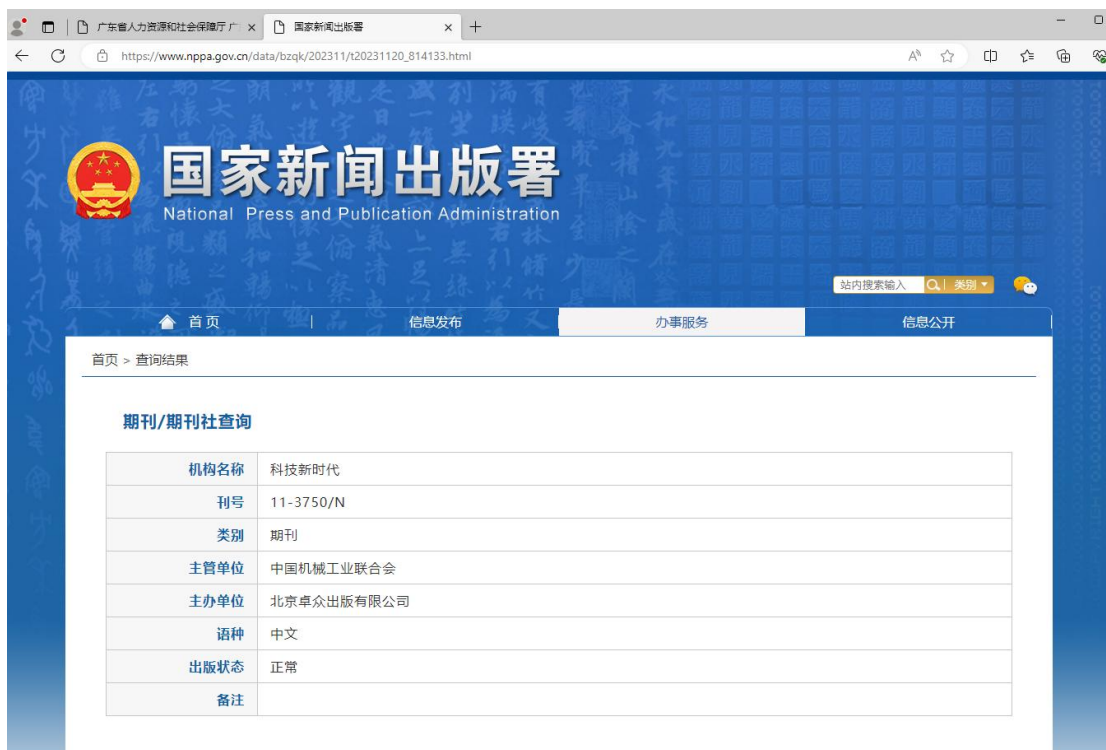 广东省人力资源和社会保障厅 广
国家新闻出版署
https://www.nppa.gov.cn/data/bzqk/202311/t20231120_814133.html
国家新闻出版署
National Press and Publication Administration
站内搜索输入 类别
首页 信息发布 办事服务 信息公开
首页 > 查询结果
期刊/期刊社查询
机构名称 科技新时代
刊号 11-3750/N
类别 期刊
主管单位 中国机械工业联合会
主办单位 北京卓众出版有限公司
语种 中文
出版状态 正常
备注